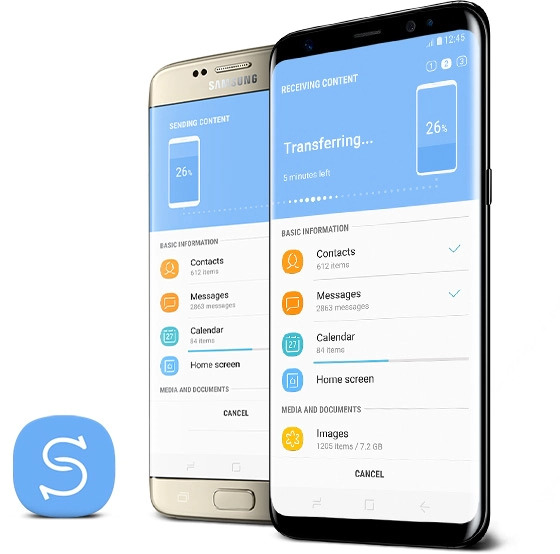 SAMSUNG
SENDING CONTENT
26%
BASIC INFORMATION
Contacts
612 items
Messages
2863 messages
Calendar
84 items
27
Home screen
MEDIA AND DOCUMENTS
CANCEL
12:45
1 2 3
RECEIVING CONTENT
26%
Transferring...
5 minutes left
BASIC INFORMATION
Contacts
612 items
Messages
2863 messages
Calendar
84 items
27
Home screen
MEDIA AND DOCUMENTS
Images
1205 items / 7.2 GB
CANCEL
S